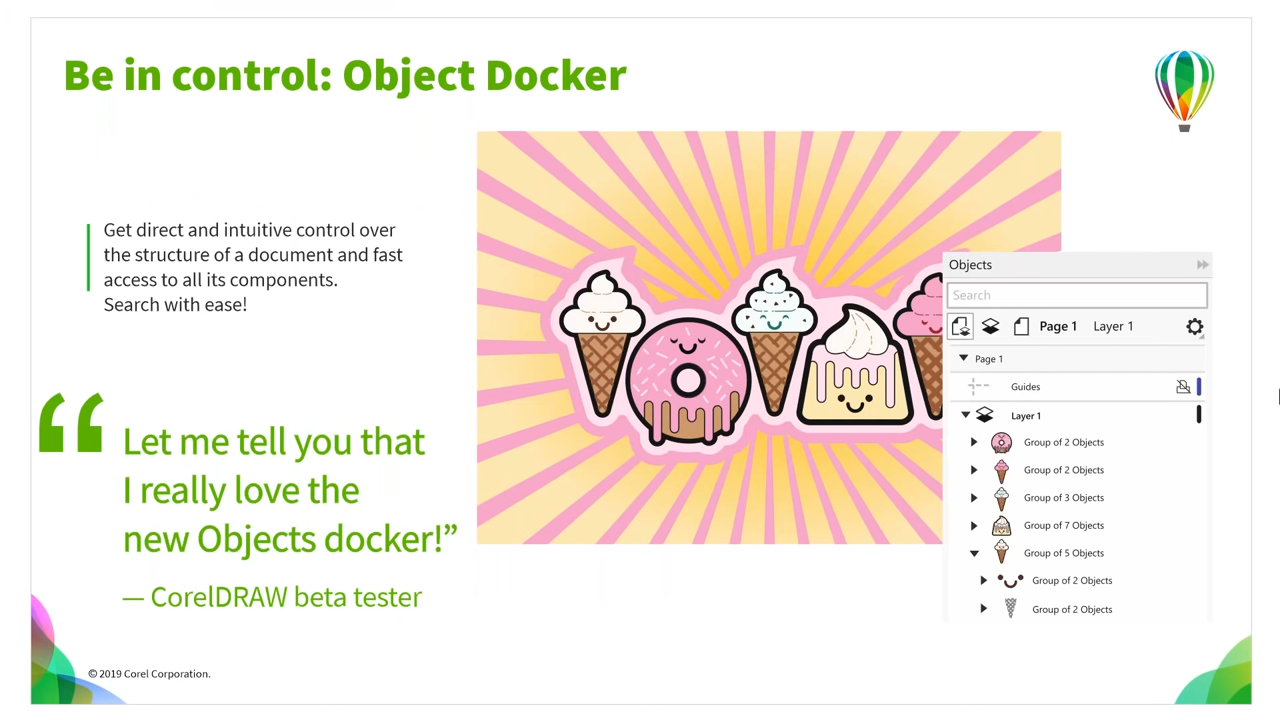 Be in control: Object Docker
Get direct and intuitive control over
the structure of a document and fast
access to all its components.
Search with ease!
“
Let me tell you that
I really love the
new Objects docker!”
— CorelDRAW beta tester
Objects
Search
Page 1 Layer 1
Page 1
Guides
Layer 1
Group of 2 Objects
Group of 2 Objects
Group of 3 Objects
Group of 7 Objects
Group of 5 Objects
Group of 2 Objects
Group of 2 Objects
© 2019 Corel Corporation.